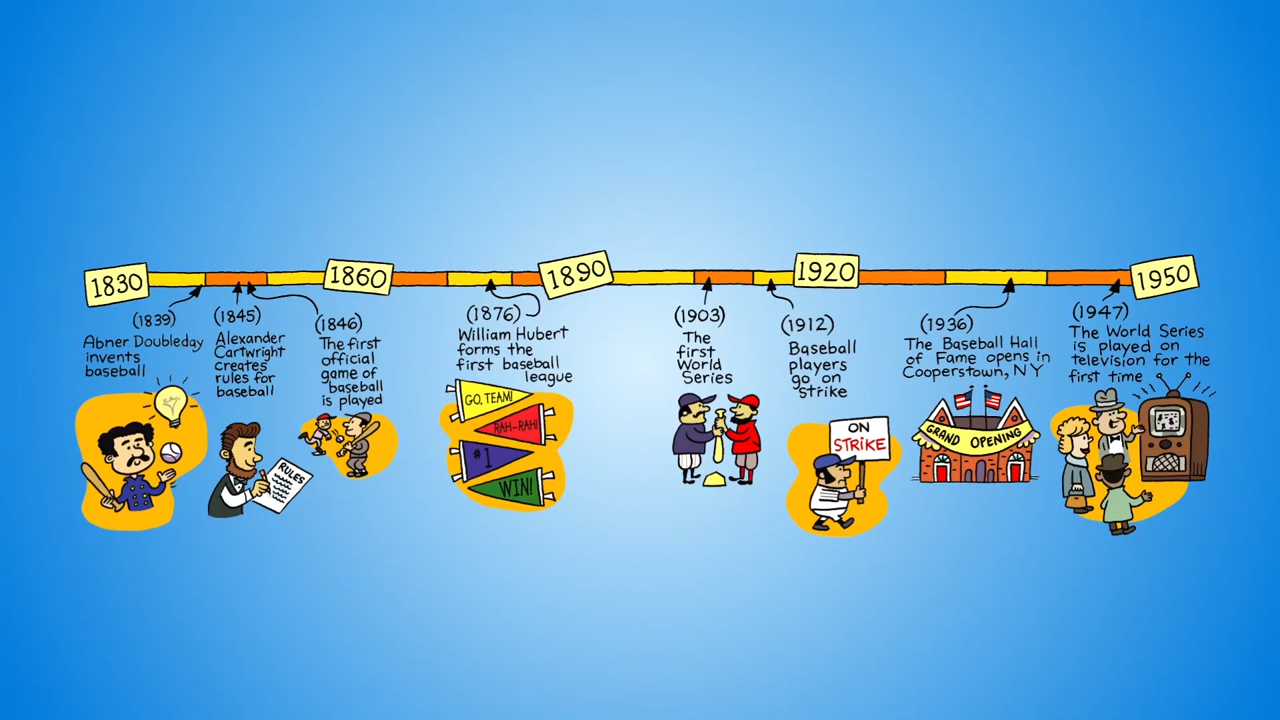 1830
1860
1890
1920
1950
(1839)
Abner Doubleday
invents
baseball
(1845)
Alexander
Cartwright
creates
rules for
baseball
RULES
(1846)
The first
official
game of
baseball
is played
(1876)
William Hubert
forms the
first baseball
league
GO, TEAM!
RAH-RAH!
#1
WIN!
(1903)
The
first
World
Series
(1912)
Baseball
players
go on
strike
ON
STRIKE
(1936)
The Baseball Hall
of Fame opens in
Cooperstown, NY
GRAND OPENING
(1947)
The World Series
is played on
television for the
first time